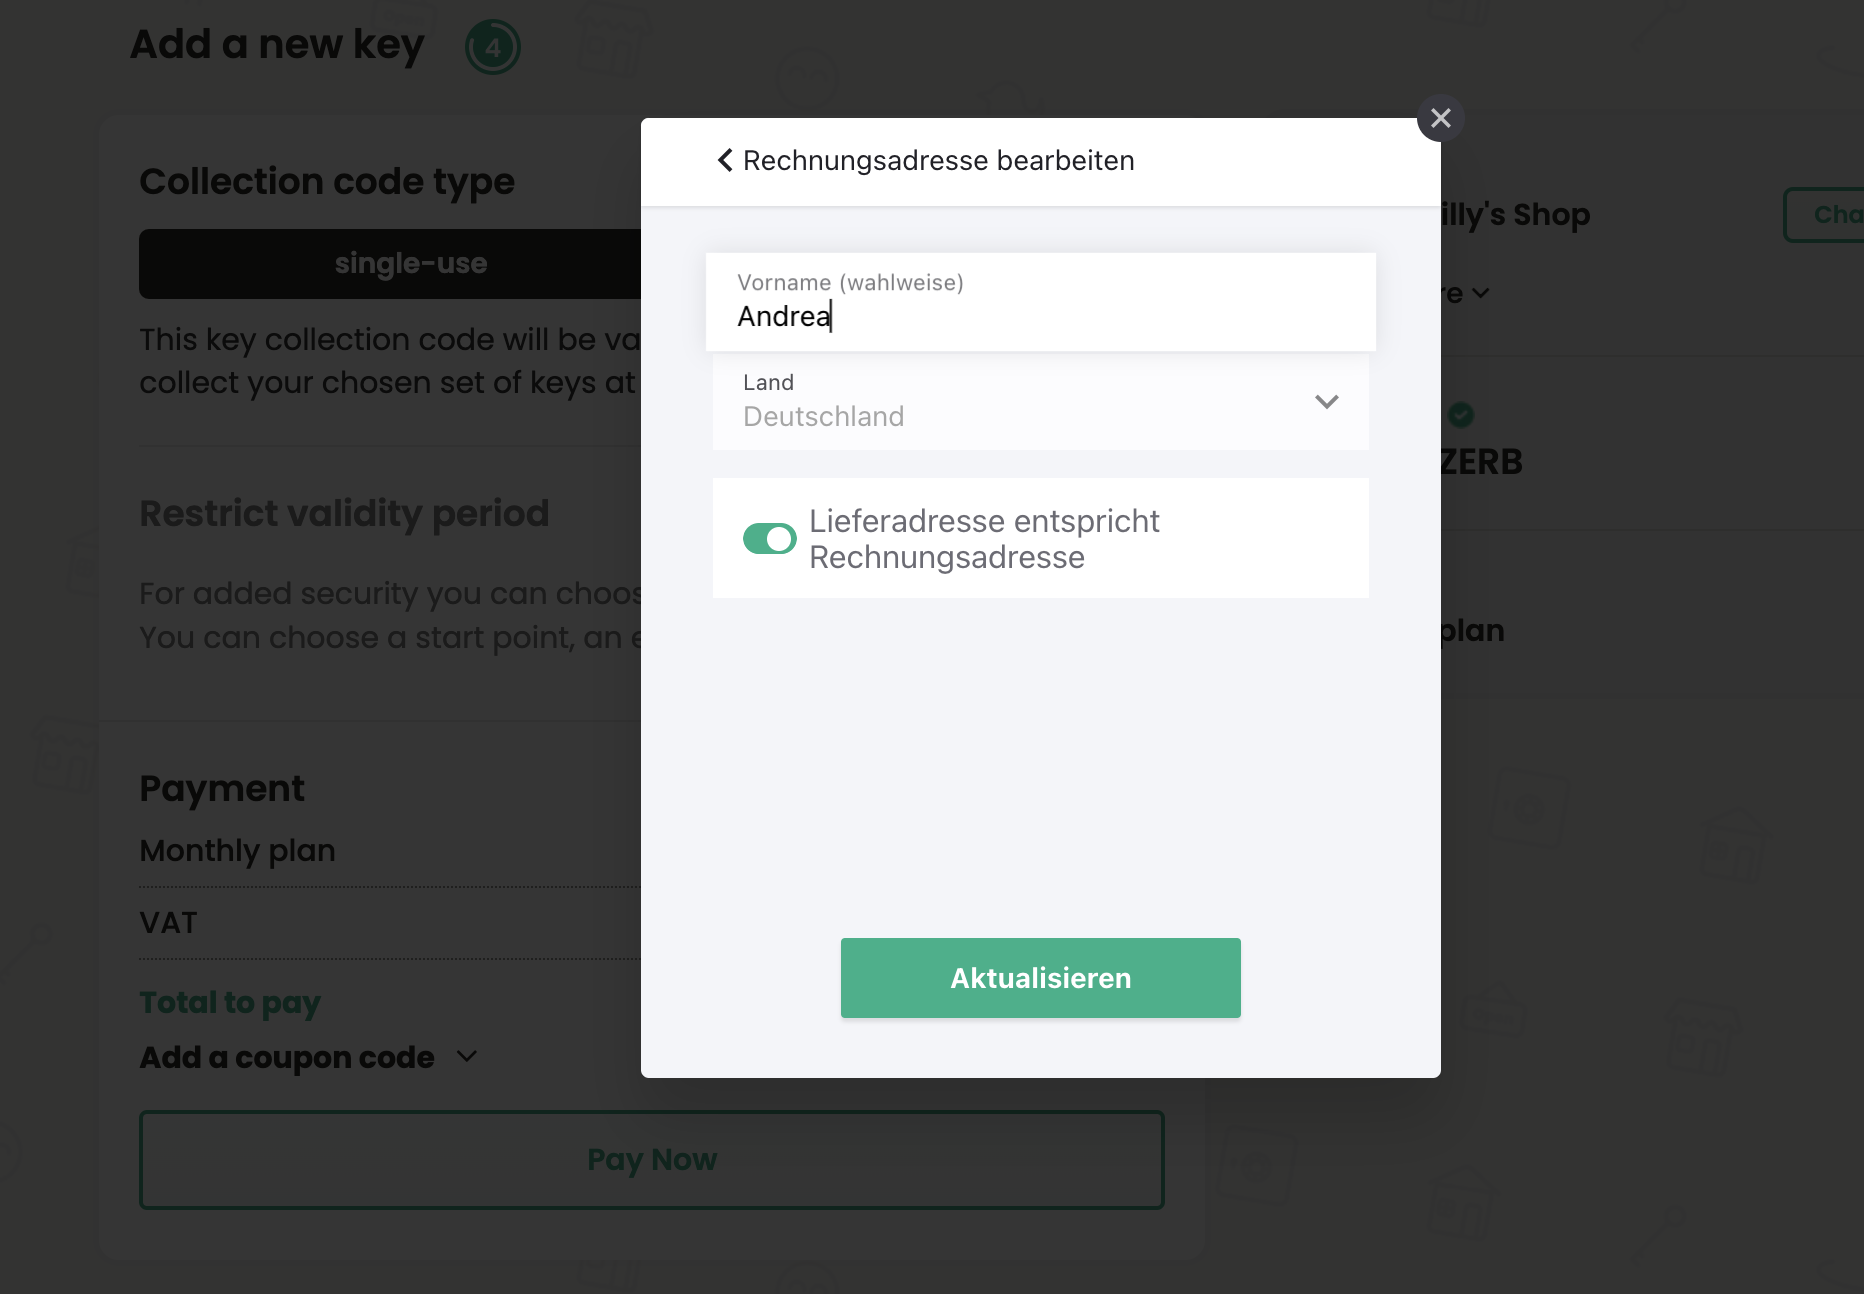 Add a new key
4
Collection code type
single-use
This key collection code will be va
collect your chosen set of keys at
Restrict validity period
For added security you can choos
You can choose a start point, an e
Payment
Monthly plan
VAT
Total to pay
Add a coupon code
Pay Now
Rechnungsadresse bearbeiten
Vorname (wahlweise)
Andrea
Land
Deutschland
Lieferadresse entspricht
Rechnungsadresse
Aktualisieren
illy's Shop
Cha
re
ZERB
plan